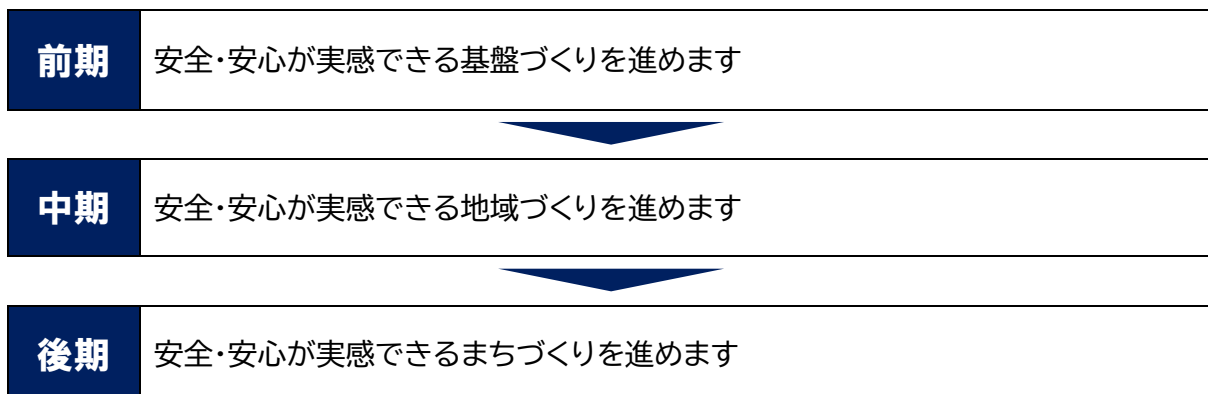 前期 安全・安心が実感できる基盤づくりを進めます
中期 安全・安心が実感できる地域づくりを進めます
後期 安全・安心が実感できるまちづくりを進めます